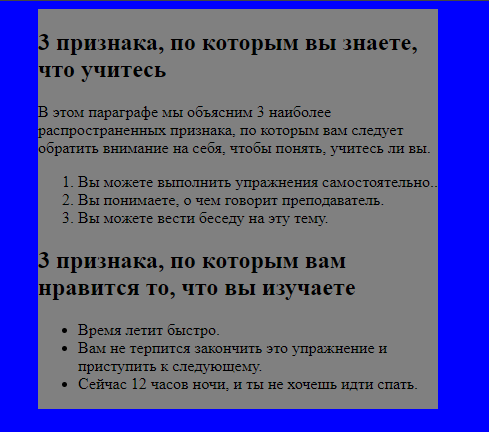 3 признака, по которым вы знаете,
что учитесь
В этом параграфе мы объясним 3 наиболее
распространенных признака, по которым вам следует
обратить внимание на себя, чтобы понять, учитесь ли вы.
1. Вы можете выполнить упражнения самостоятельно..
2. Вы понимаете, о чем говорит преподаватель.
3. Вы можете вести беседу на эту тему.
3 признака, по которым вам
нравится то, что вы изучаете
• Время летит быстро.
• Вам не терпится закончить это упражнение и
приступить к следующему.
• Сейчас 12 часов ночи, и ты не хочешь идти спать.